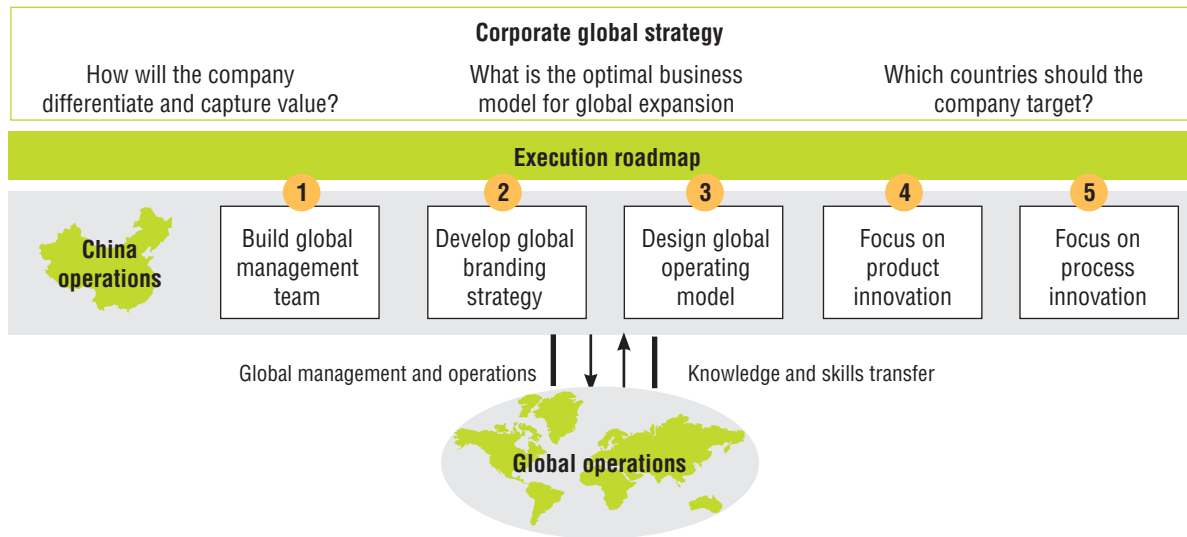 Corporate global strategy
How will the company
differentiate and capture value?
What is the optimal business
model for global expansion
Which countries should the
company target?
Execution roadmap
China
operations
1
Build global
management
team
2
Develop global
branding
strategy
3
Design global
operating
model
4
Focus on
product
innovation
5
Focus on
process
innovation
Global management and operations
Knowledge and skills transfer
Global operations